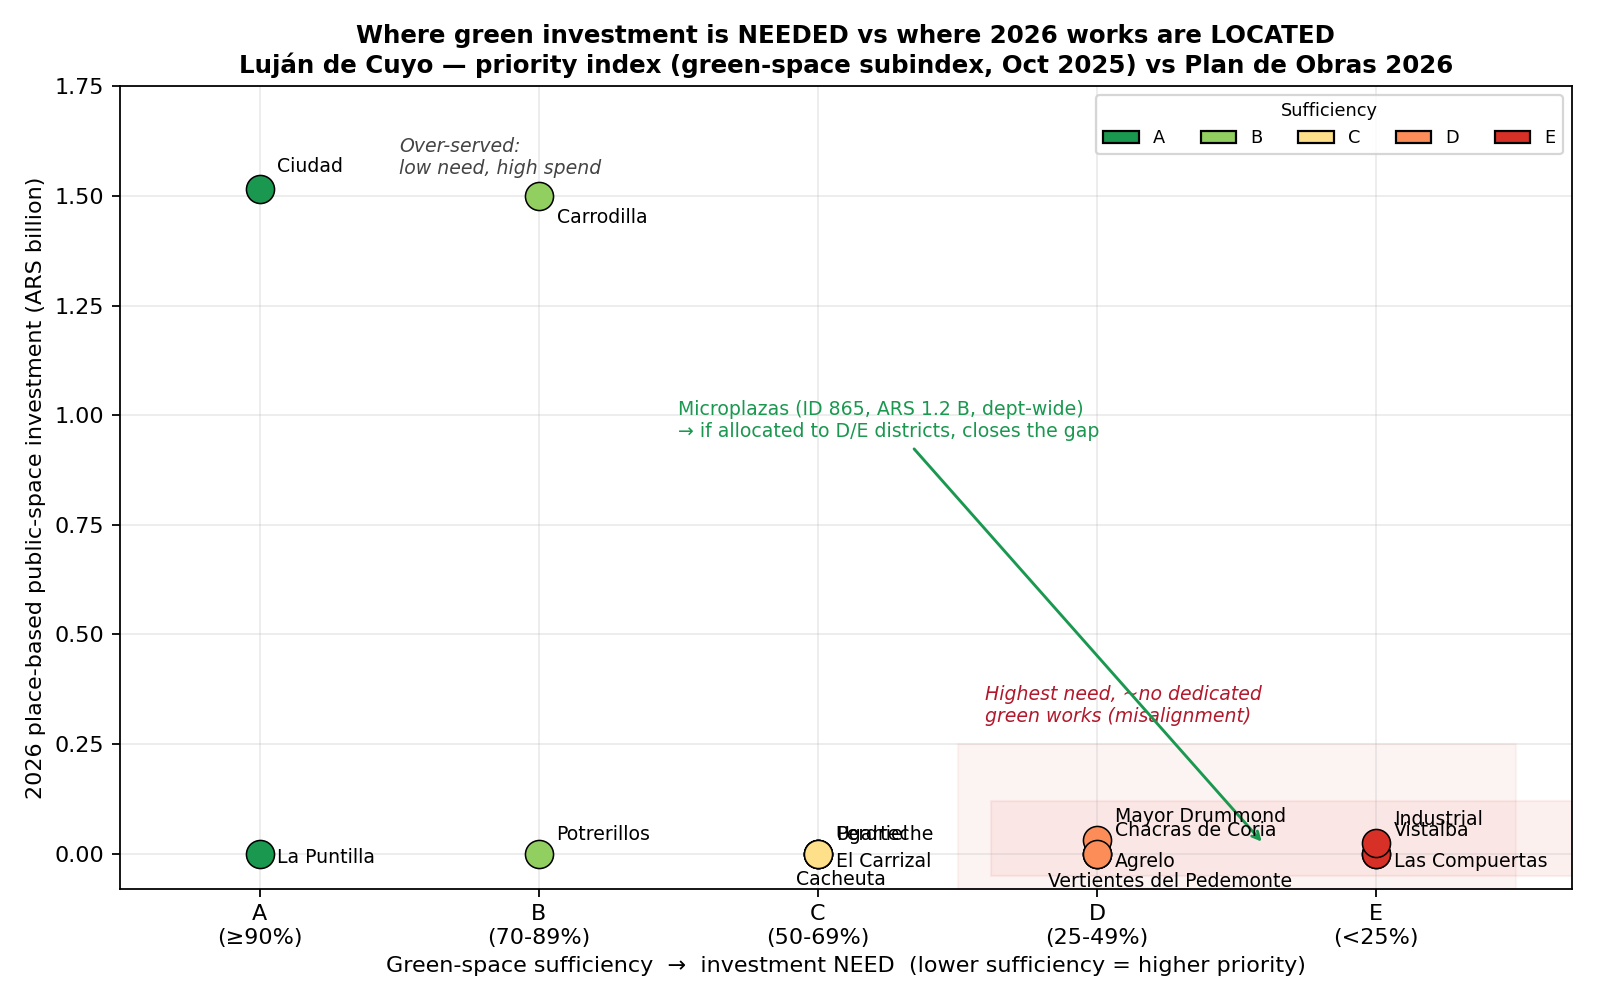 Where green investment is NEEDED vs where 2026 works are LOCATED
Luján de Cuyo — priority index (green-space subindex, Oct 2025) vs Plan de Obras 2026
2026 place-based public-space investment (ARS billion)
1.75
1.50
1.25
1.00
0.75
0.50
0.25
0.00
Sufficiency
A B C D E
Ciudad
Over-served:
low need, high spend
Carrodilla
Microplazas (ID 865, ARS 1.2 B, dept-wide)
→ if allocated to D/E districts, closes the gap
Highest need, ~no dedicated
green works (misalignment)
La Puntilla
Potrerillos
Perdriel
Ugarteche
El Carrizal
Cacheuta
Mayor Drummond
Chacras de Coria
Agrelo
Vertientes del Pedemonte
Industrial
Vistalba
Las Compuertas
A
(≥90%)
B
(70-89%)
C
(50-69%)
D
(25-49%)
E
(<25%)
Green-space sufficiency → investment NEED (lower sufficiency = higher priority)